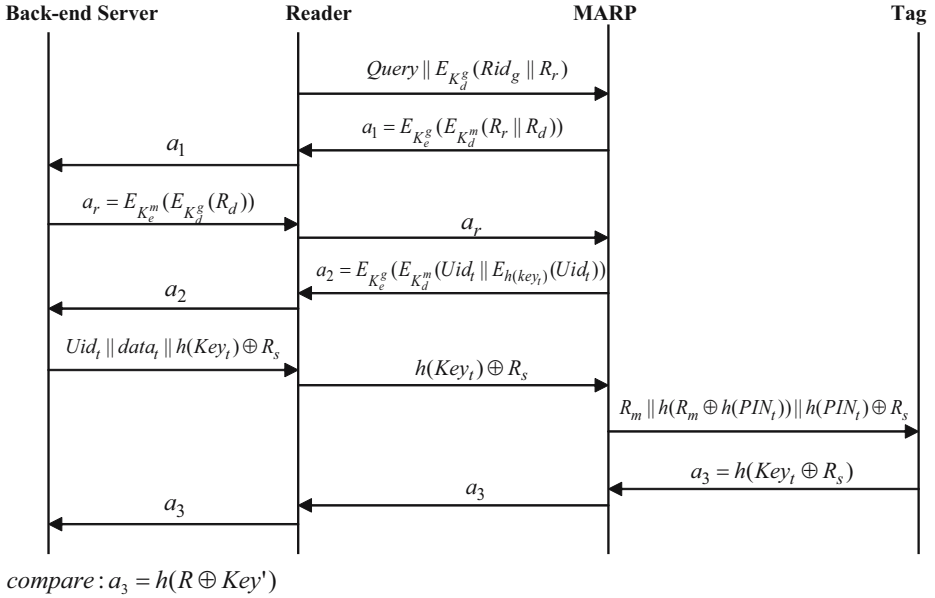 Back-end Server Reader MARP Tag
Query || E_{K_d^g}(Rid_g || R_r)
a_1 = E_{K_e^g}(E_{K_d^m}(R_r || R_d))
a_1
a_r = E_{K_e^m}(E_{K_d^g}(R_d))
a_r
a_2 = E_{K_e^g}(E_{K_d^m}(Uid_t || E_{h(key_t)}(Uid_t))
a_2
Uid_t || data_t || h(Key_t) ⊕ R_s
h(Key_t) ⊕ R_s
R_m || h(R_m ⊕ h(PIN_t)) || h(PIN_t) ⊕ R_s
a_3 = h(Key_t ⊕ R_s)
a_3
a_3
compare: a_3 = h(R ⊕ Key')